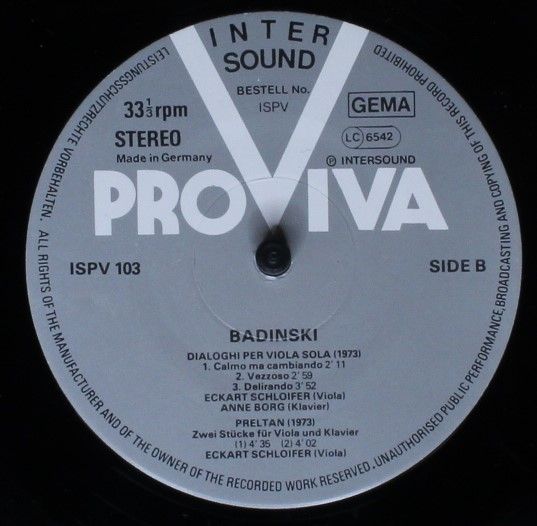 INTER
SOUND
BESTELL No.
ISPV
33 1/3 rpm
STEREO
Made in Germany
GEMA
LC 6542
Ⓟ INTERSOUND
PROVIVA
ISPV 103
SIDE B
BADINSKI
DIALOGHI PER VIOLA SOLA (1973)
1. Calmo ma cambiando 2' 11
2. Vezzoso 2' 59
3. Delirando 3' 52
ECKART SCHLOIFER (Viola)
ANNE BORG (Klavier)
PRELTAN (1973)
Zwei Stücke für Viola und Klavier
(1) 4' 35 (2) 4' 02
ECKART SCHLOIFER (Viola)
LEISTUNGSSCHUTZRECHTE VORBEHALTEN. ALL RIGHTS OF THE MANUFACTURER AND OF THE OWNER OF THE RECORDED WORK RESERVED. UNAUTHORISED PUBLIC PERFORMANCE, BROADCASTING AND COPYING OF THIS RECORD PROHIBITED